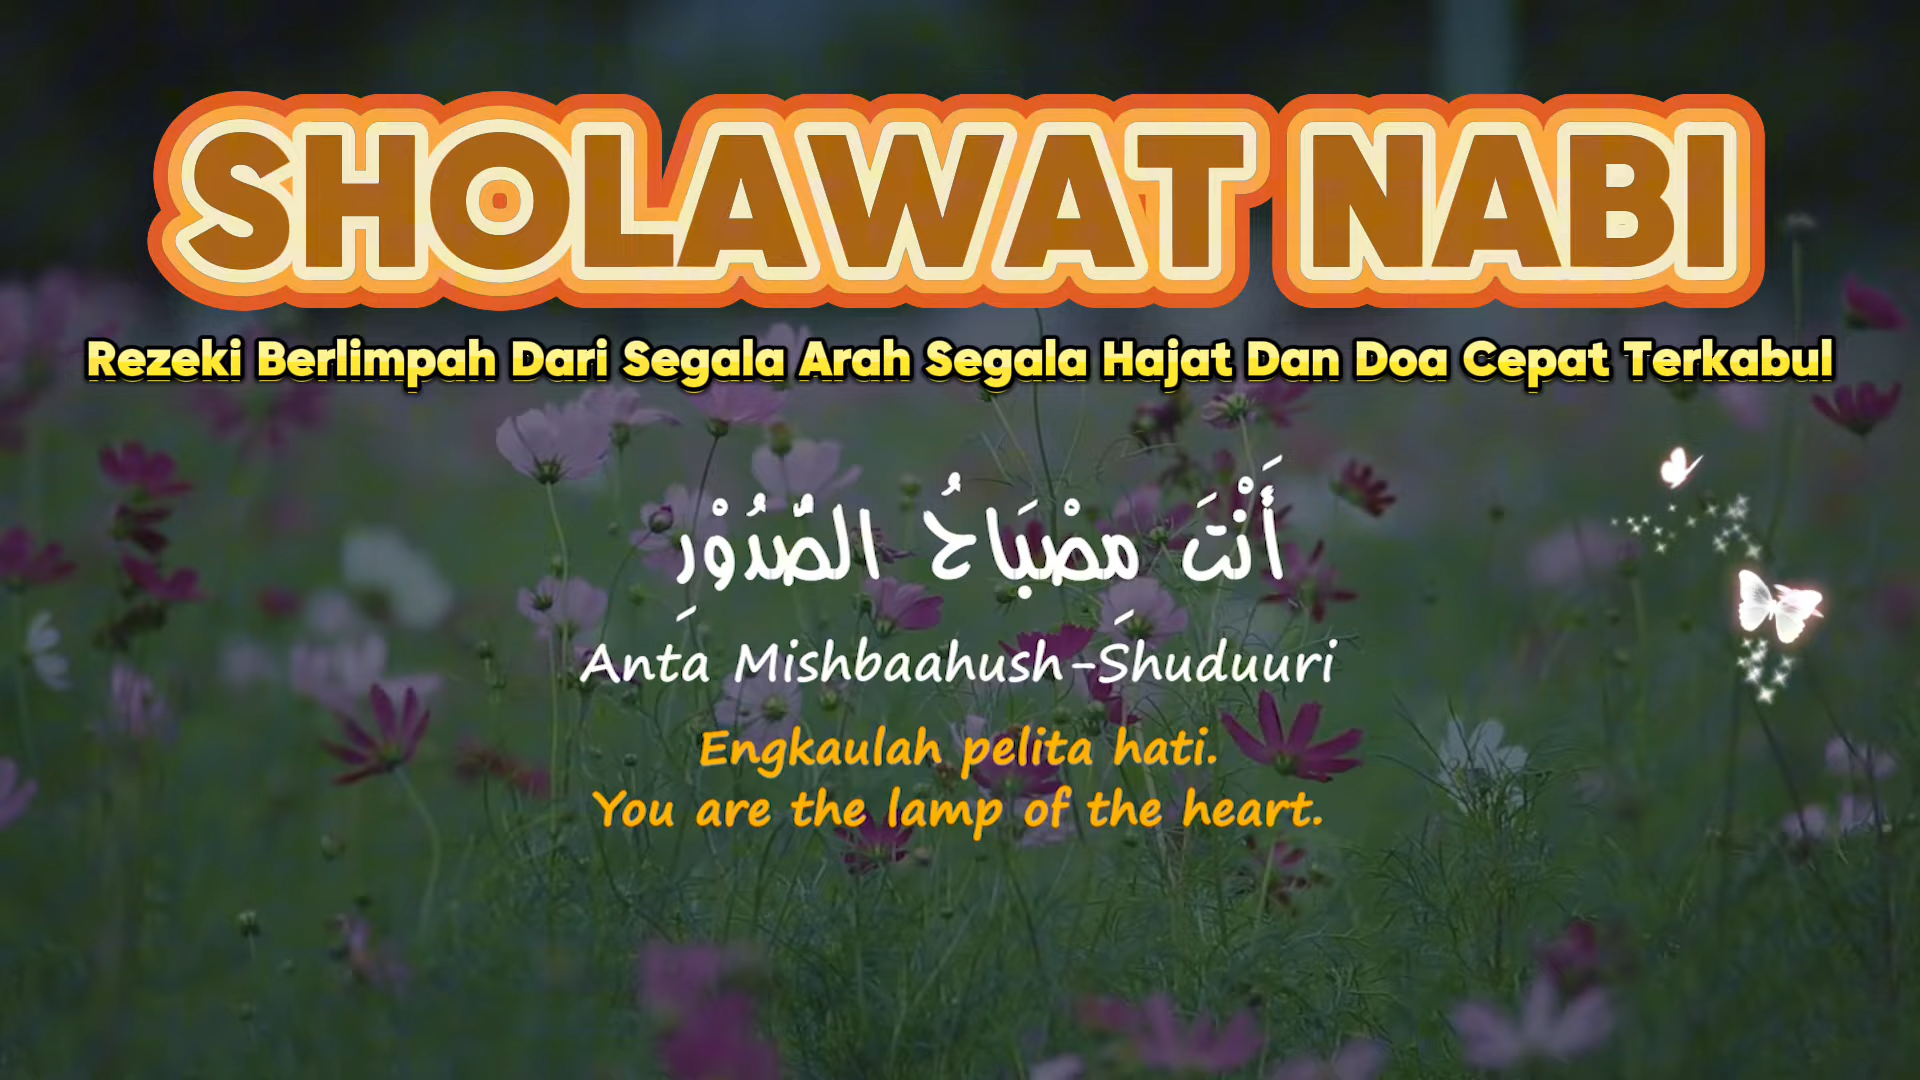 SHOLAWAT NABI
Rezeki Berlimpah Dari Segala Arah Segala Hajat Dan Doa Cepat Terkabul
أَنْتَ مِصْبَاحُ الصُّدُوْرِ
Anta Mishbaahush-Shuduuri
Engkaulah pelita hati.
You are the lamp of the heart.